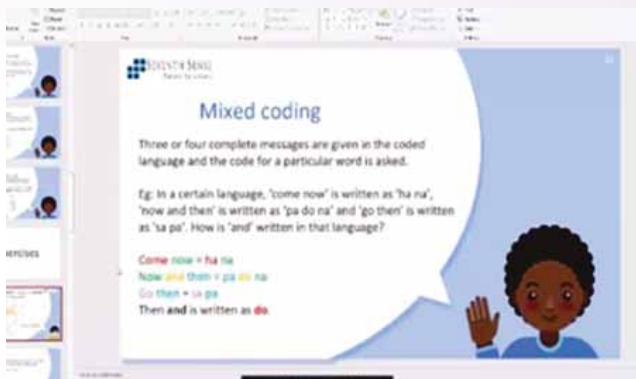 SEVENTH SENSE
Mixed coding
Three or four complete messages are given in the coded
language and the code for a particular word is asked.
Eg: In a certain language, 'come now' is written as 'ha na',
'now and then' is written as 'pa do na' and 'go then' is written
as 'sa pa'. How is 'and' written in that language?
Come now = ha na
Now and then = pa do na
Go then = sa pa
Then and is written as do.